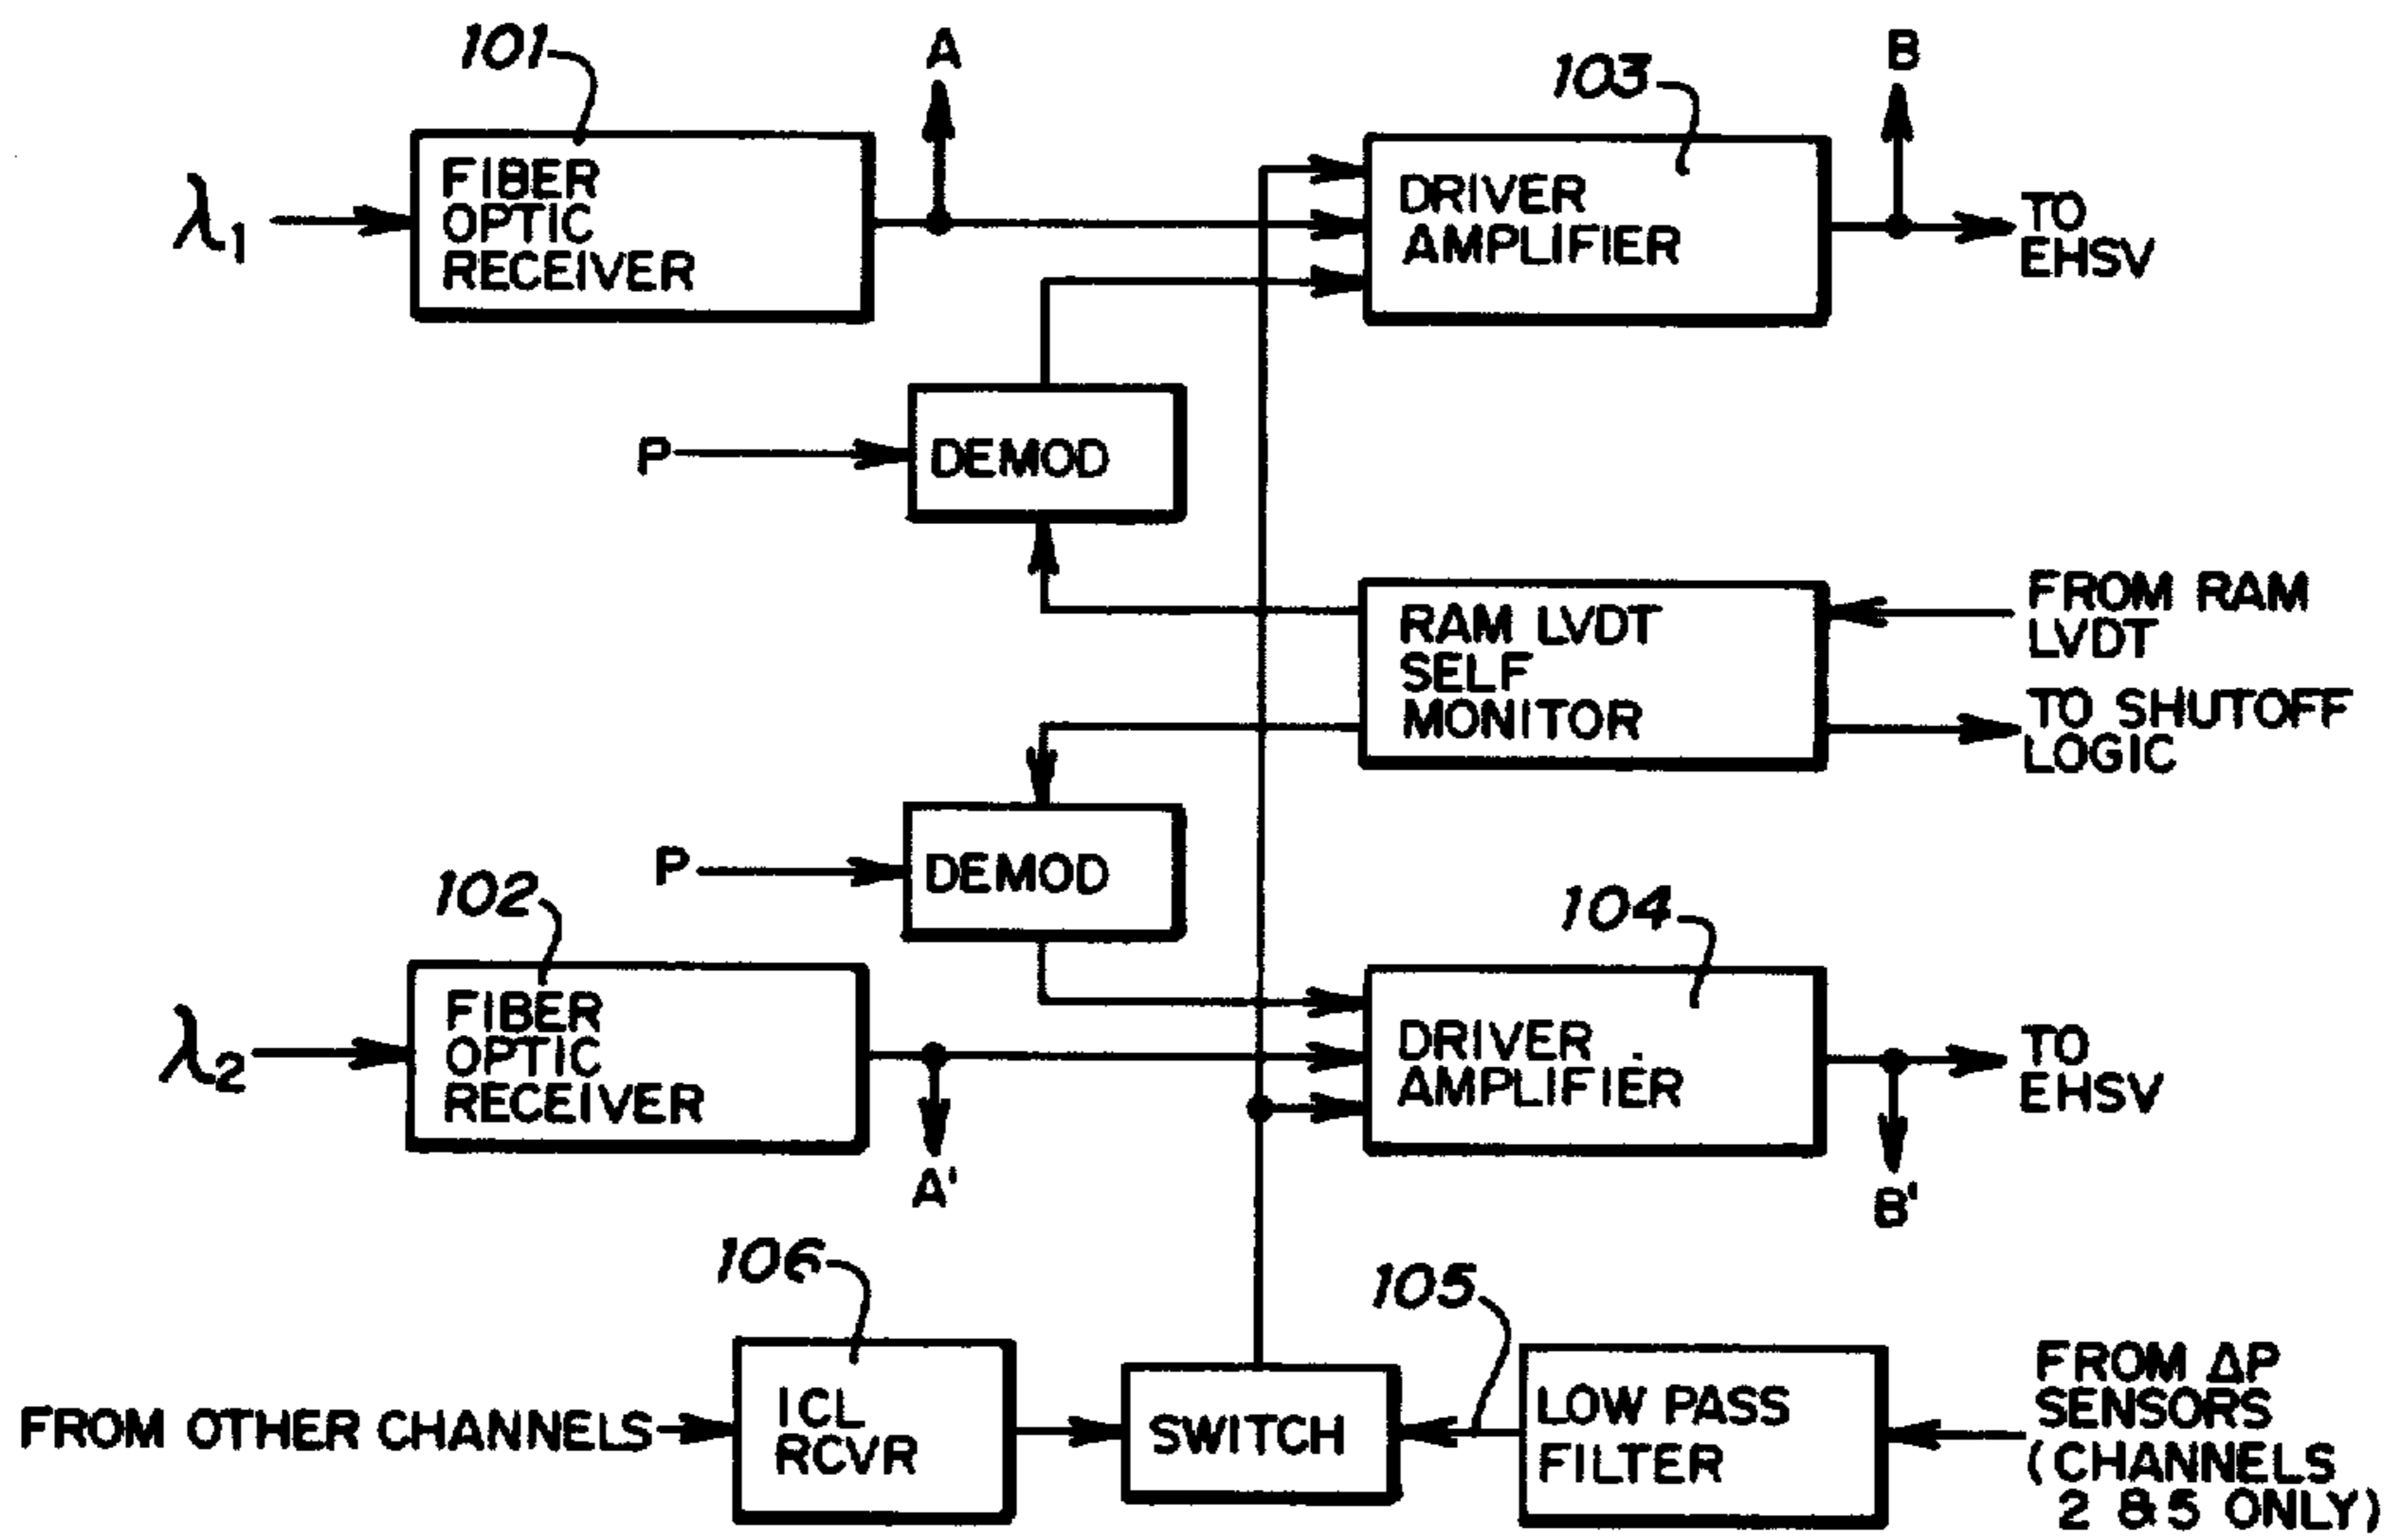 101
A
103
B
λ1
FIBER
OPTIC
RECEIVER
DRIVER
AMPLIFIER
TO
EHSV
P
DEMOD
RAM LVDT
SELF
MONITOR
FROM RAM
LVDT
TO SHUTOFF
LOGIC
P
DEMOD
102
104
λ2
FIBER
OPTIC
RECEIVER
DRIVER
AMPLIFIER
TO
EHSV
A'
B'
106
105
FROM OTHER CHANNELS
ICL
RCVR
SWITCH
LOW PASS
FILTER
FROM ΔP
SENSORS
(CHANNELS
2 & 5 ONLY)